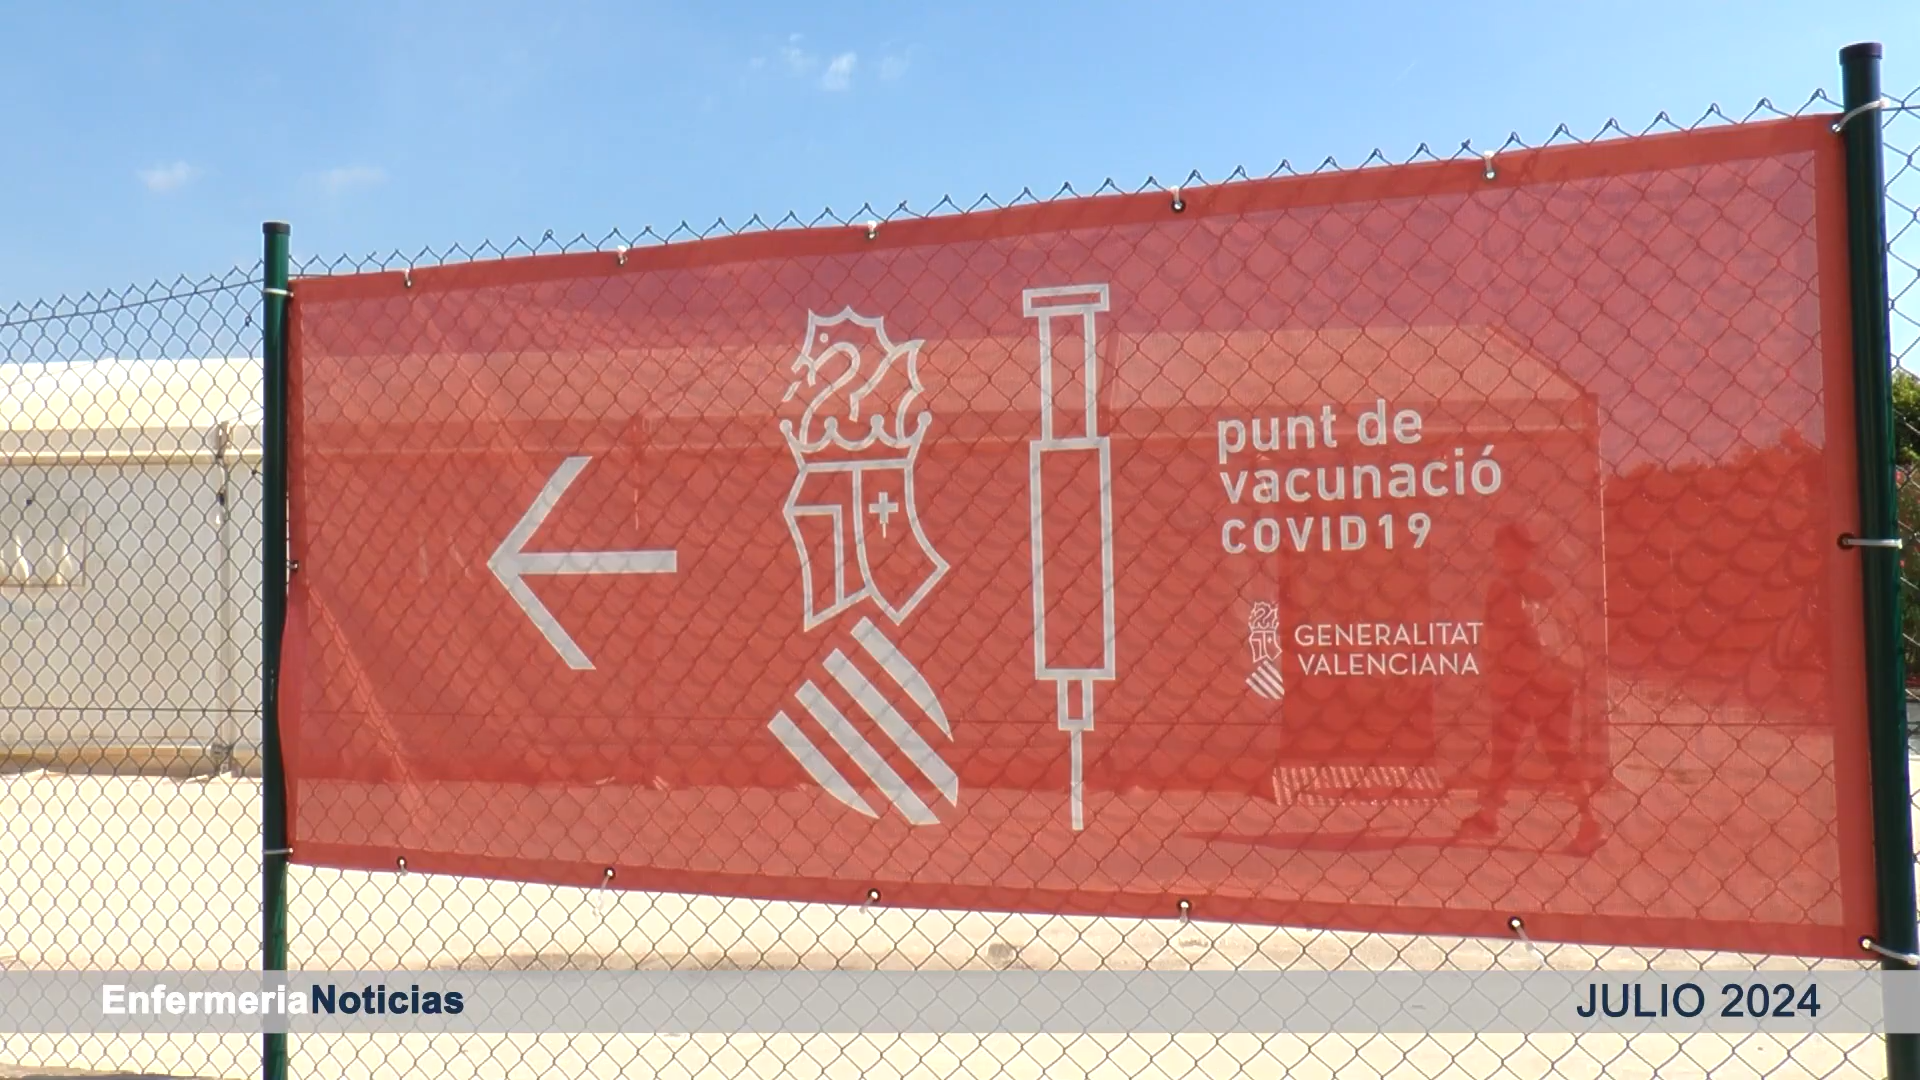 punt de
vacunació
COVID19
GENERALITAT
VALENCIANA
EnfermeriaNoticias
JULIO 2024